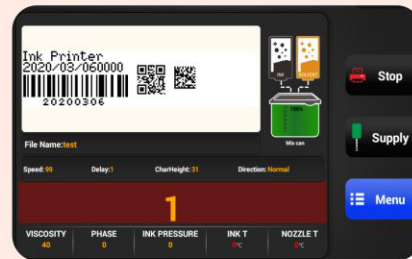 Ink Printer
2020/03/060000
20200306
INK
SOLVENT
100%
Mix can
File Name:test
Speed: 99 Delay:1 CharHeight: 31 Direction: Normal
1
VISCOSITY PHASE INK PRESSURE INK T NOZZLE T
40 0 0 0℃ 0℃
Stop
Supply
Menu